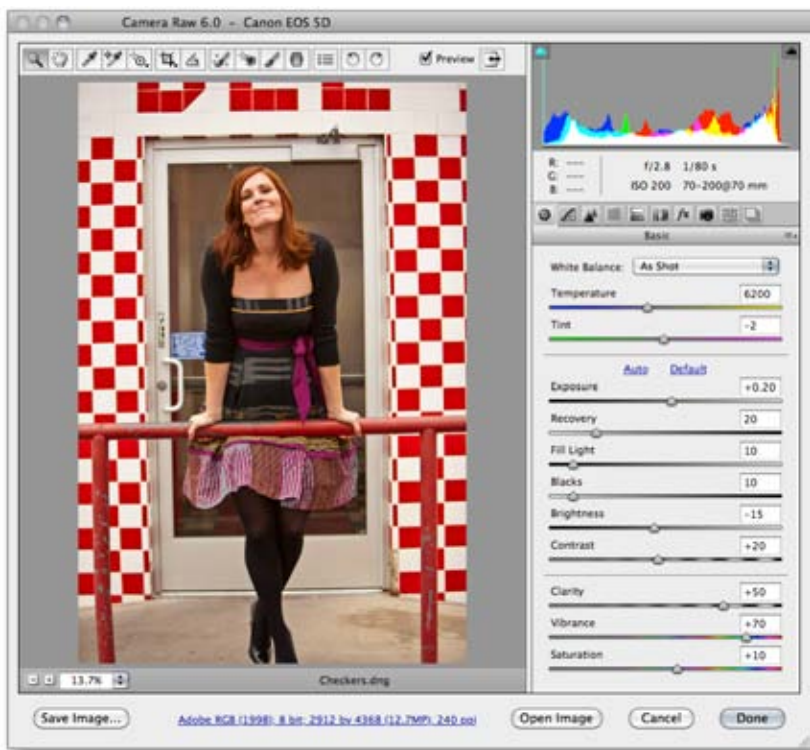 Camera Raw 6.0 - Canon EOS 5D
Preview
R: ---
G: ---
B: ---
f/2.8 1/80 s
ISO 200 70-200@70 mm
fx
Basic
White Balance: As Shot
Temperature 6200
Tint -2
Auto Default
Exposure +0.20
Recovery 20
Fill Light 10
Blacks 10
Brightness -15
Contrast +20
Clarity +50
Vibrance +70
Saturation +10
13.7%
Checkers.dng
Save Image...
Adobe RGB (1998); 8 bit; 2912 by 4368 (12.7MP); 240 ppi
Open Image
Cancel
Done